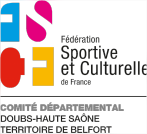 Fédération
Sportive
et Culturelle
de France
COMITÉ DÉPARTEMENTAL
DOUBS-HAUTE SAÔNE
TERRITOIRE DE BELFORT